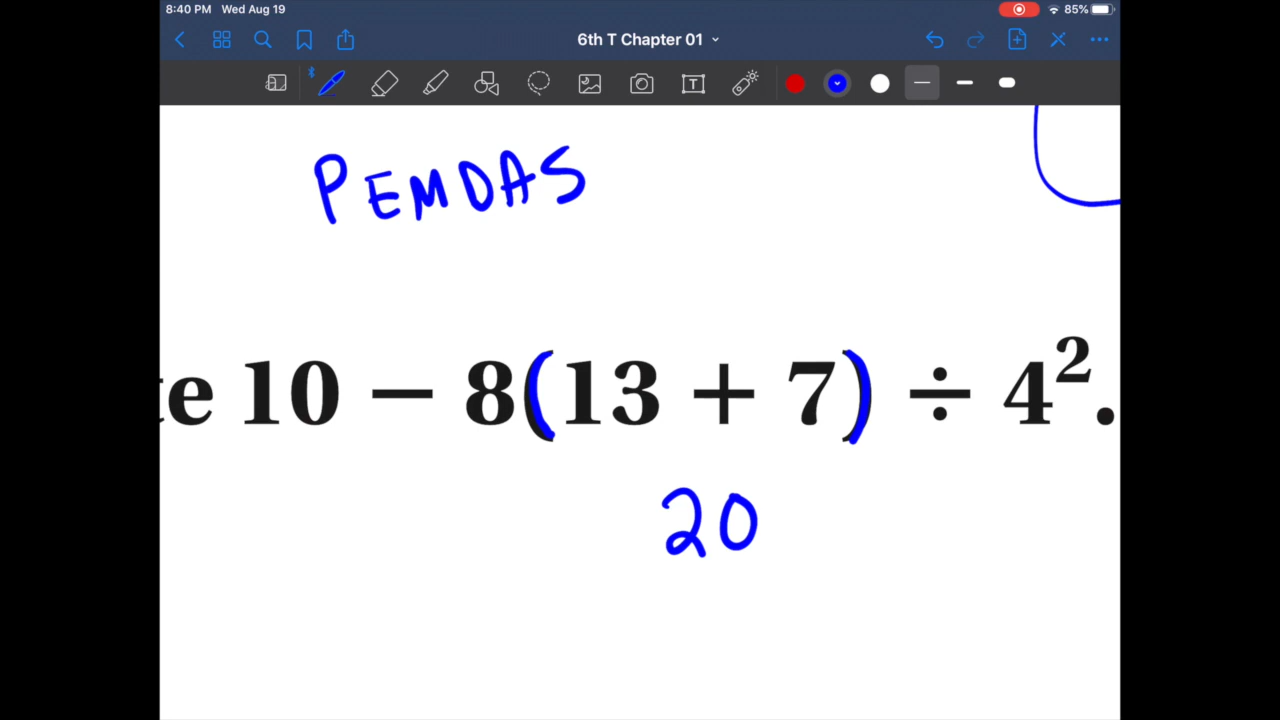 8:40 PM Wed Aug 19
85%
6th T Chapter 01
T
PEMDAS
te 10 − 8(13 + 7) ÷ 4².
20